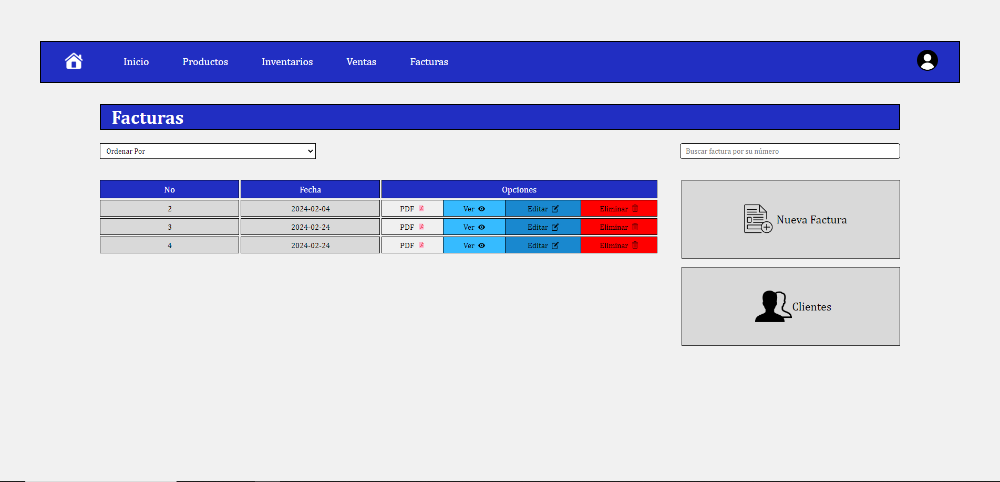 Inicio Productos Inventarios Ventas Facturas
Facturas
Ordenar Por
Buscar factura por su número
No Fecha Opciones
2 2024-02-04 PDF Ver Editar Eliminar
3 2024-02-24 PDF Ver Editar Eliminar
4 2024-02-24 PDF Ver Editar Eliminar
Nueva Factura
Clientes